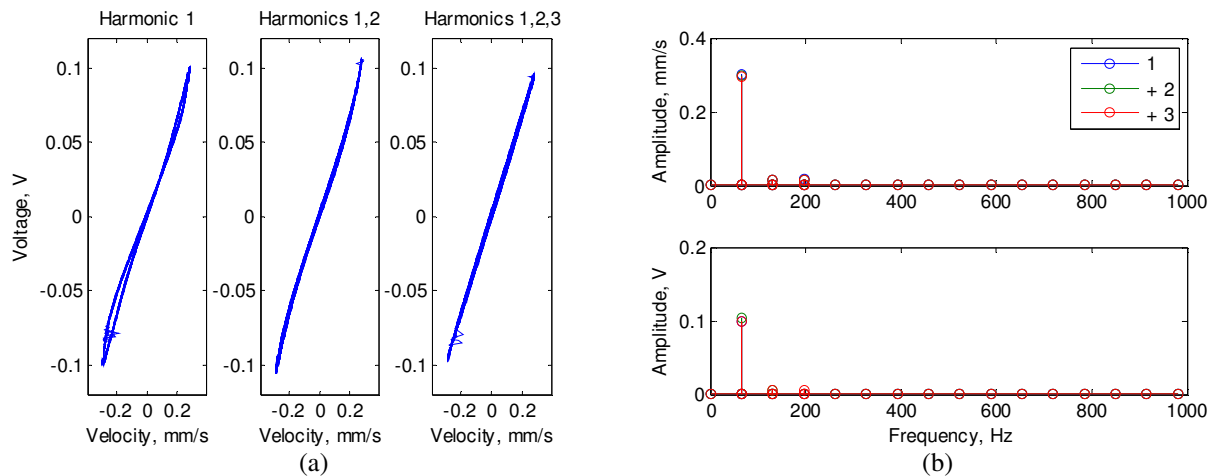 Harmonic 1
Harmonics 1,2
Harmonics 1,2,3
Voltage, V
0.1
0.05
0
-0.05
-0.1
0.1
0.05
0
-0.05
-0.1
0.1
0.05
0
-0.05
-0.1
-0.2 0 0.2
-0.2 0 0.2
-0.2 0 0.2
Velocity, mm/s
Velocity, mm/s
Velocity, mm/s
(a)
Amplitude, mm/s
0.4
0.2
0
0 200 400 600 800 1000
1
+ 2
+ 3
Amplitude, V
0.2
0.1
0
0 200 400 600 800 1000
Frequency, Hz
(b)